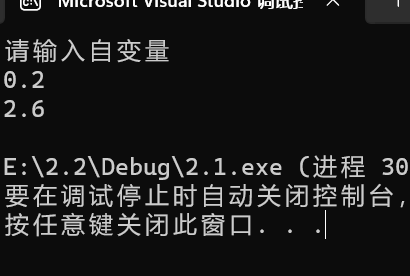 Microsoft Visual Studio 调试控
请输入自变量
0.2
2.6
E:\2.2\Debug\2.1.exe (进程 30
要在调试停止时自动关闭控制台,
按任意键关闭此窗口. . .